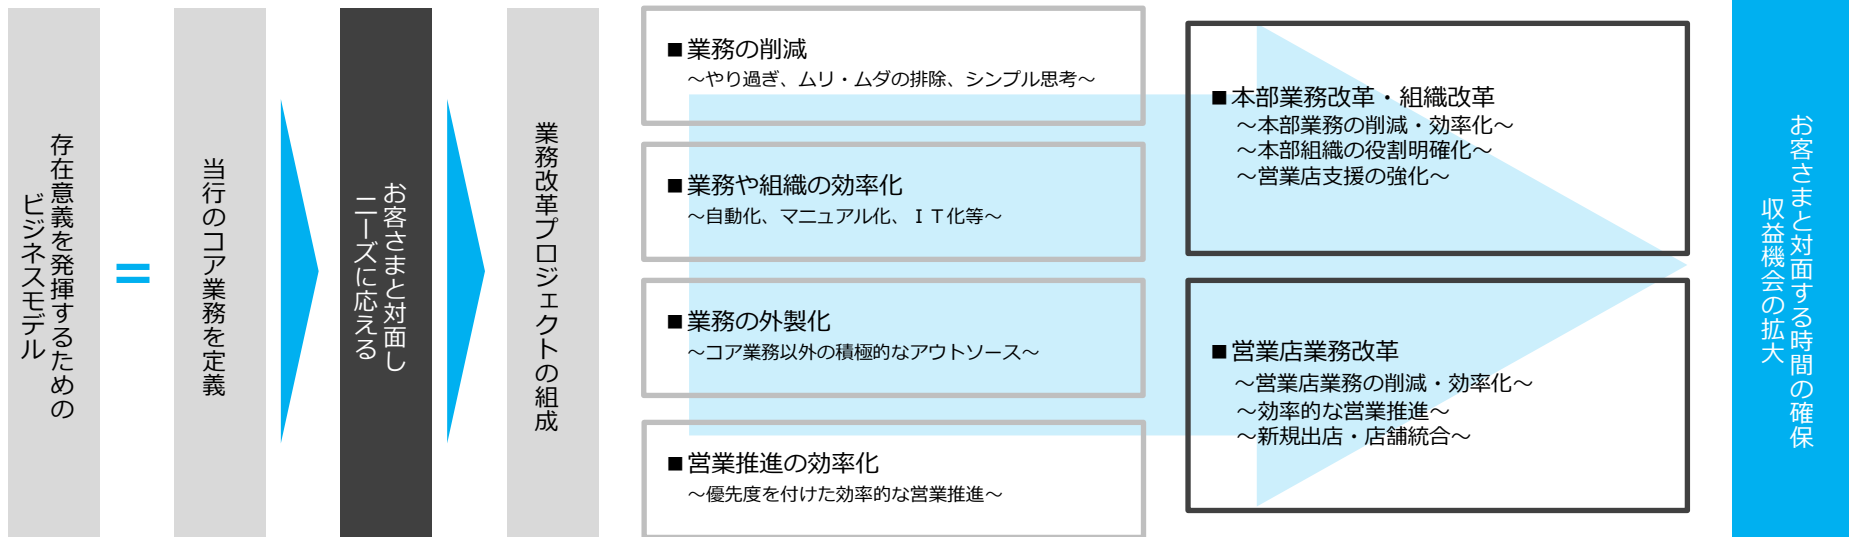 存在意義を発揮するための
ビジネスモデル
=
当行のコア業務を定義
お客さまと対面し
ニーズに応える
業務改革プロジェクトの組成
■業務の削減
～やり過ぎ、ムリ・ムダの排除、シンプル思考～
■業務や組織の効率化
～自動化、マニュアル化、ＩＴ化等～
■業務の外製化
～コア業務以外の積極的なアウトソース～
■営業推進の効率化
～優先度を付けた効率的な営業推進～
■本部業務改革・組織改革
～本部業務の削減・効率化～
～本部組織の役割明確化～
～営業店支援の強化～
■営業店業務改革
～営業店業務の削減・効率化～
～効率的な営業推進～
～新規出店・店舗統合～
お客さまと対面する時間の確保
収益機会の拡大